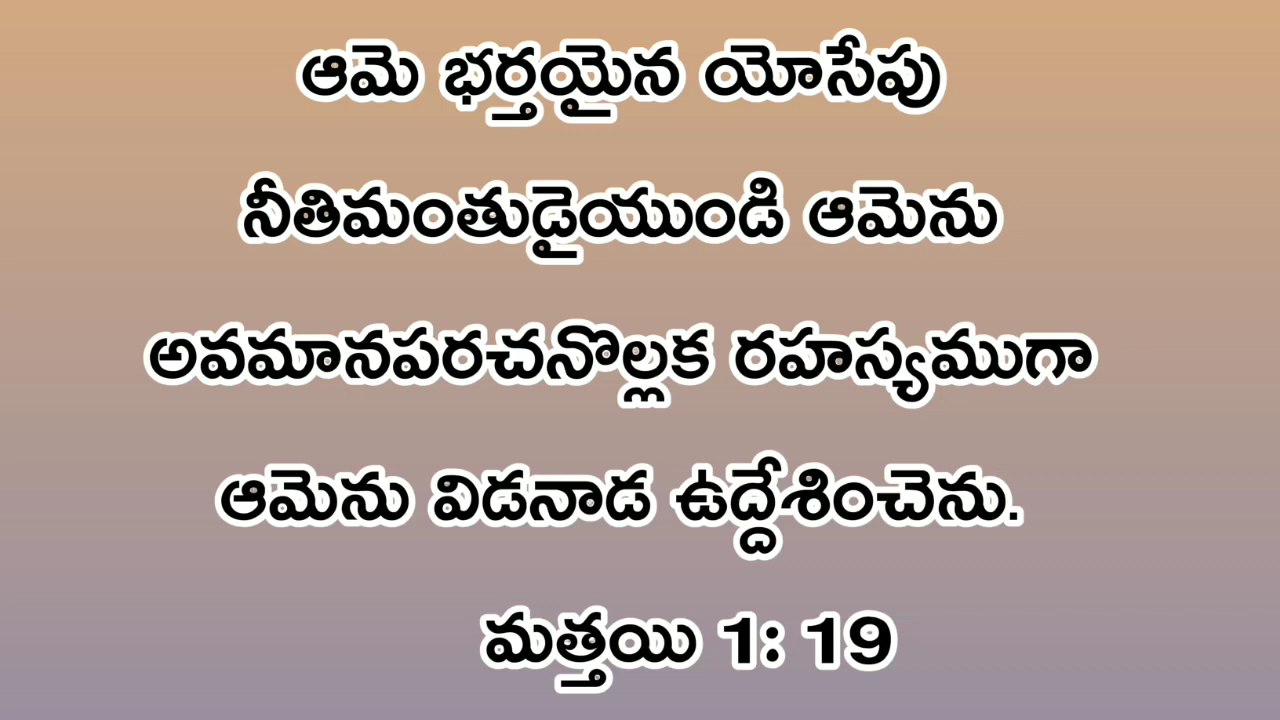 ఆమె భర్తయైన యోసేపు
నీతిమంతుడైయుండి ఆమెను
అవమానపరచనొల్లక రహస్యముగా
ఆమెను విడనాడ ఉద్దేశించెను.
మత్తయి 1: 19